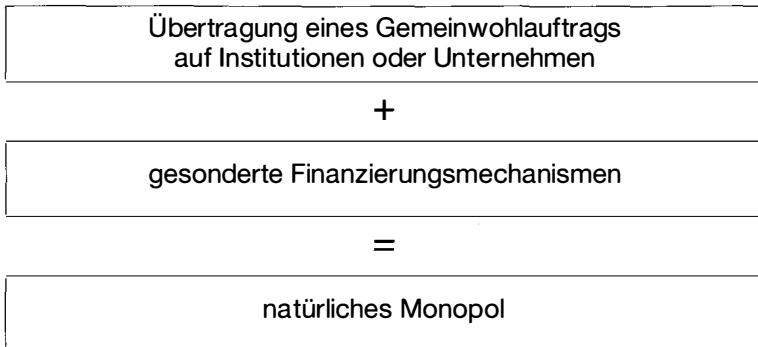 Übertragung eines Gemeinwohlauftrags
auf Institutionen oder Unternehmen
+
gesonderte Finanzierungsmechanismen
=
natürliches Monopol